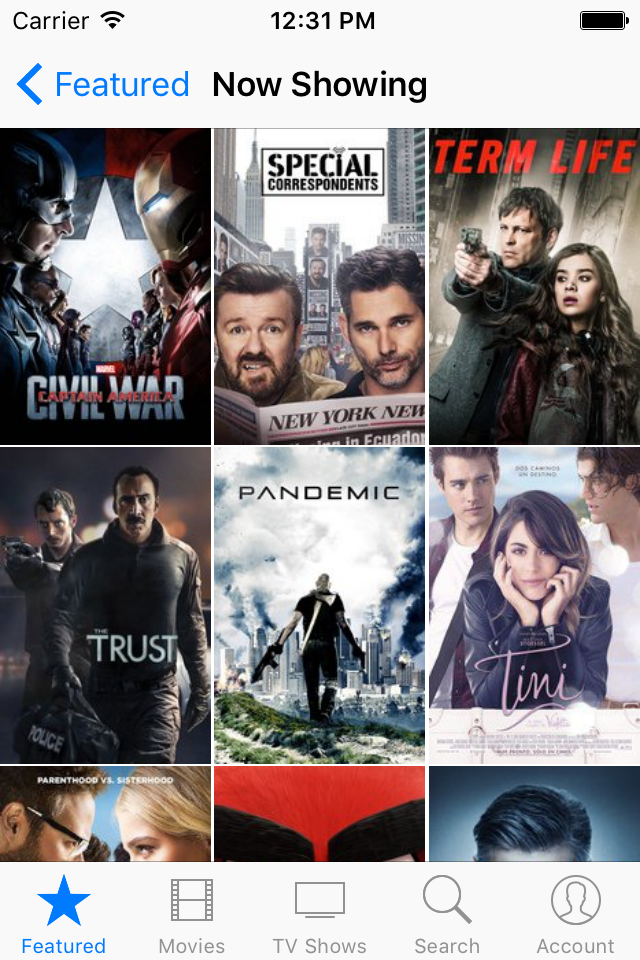 Carrier
12:31 PM
Featured
Now Showing
MARVEL
CAPTAIN AMERICA
CIVIL WAR
SPECIAL
CORRESPONDENTS
MISSIN
NEW YORK NEW
in Ecuador
TERM LIFE
THE
TRUST
POLICE
PANDEMIC
DOS CAMINOS
UN DESTINO
Tini
PARENTHOOD VS. SISTERHOOD
Featured
Movies
TV Shows
Search
Account